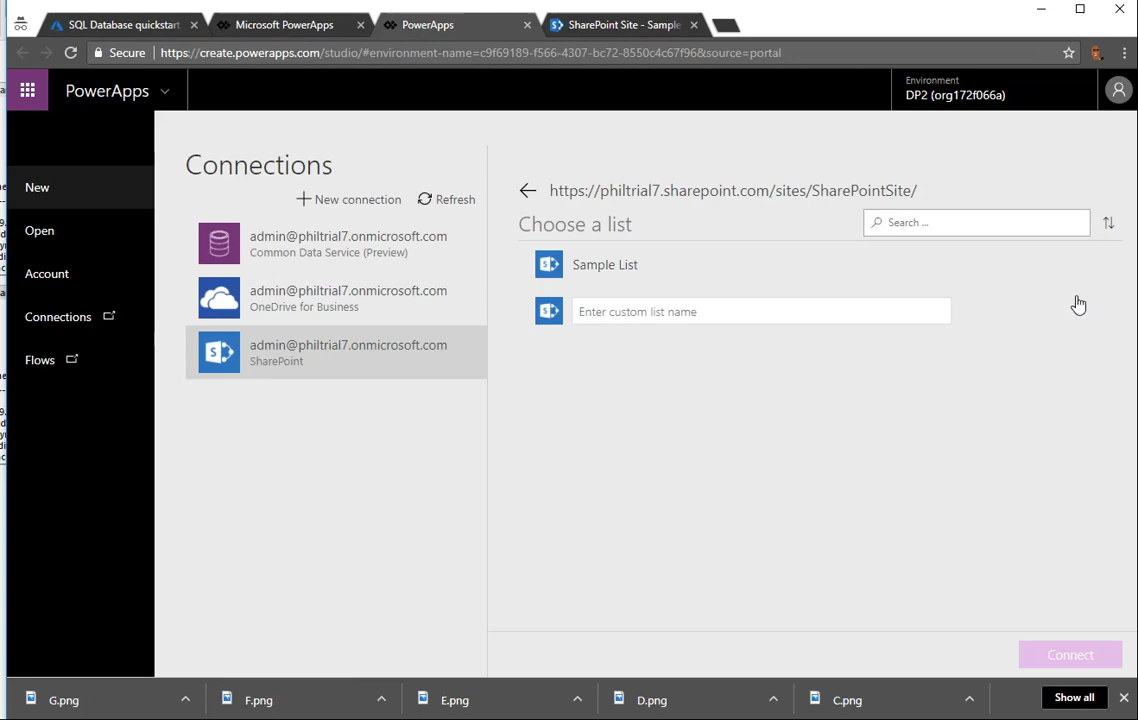 SQL Database quickstart
Microsoft PowerApps
PowerApps
SharePoint Site - Sample
Secure
https://create.powerapps.com/studio/#environment-name=c9f69189-f566-4307-bc72-8550c4c67f96&source=portal
PowerApps
Environment
DP2 (org172f066a)
New
Open
Account
Connections
Flows
Connections
New connection
Refresh
admin@philtrial7.onmicrosoft.com
Common Data Service (Preview)
admin@philtrial7.onmicrosoft.com
OneDrive for Business
admin@philtrial7.onmicrosoft.com
SharePoint
https://philtrial7.sharepoint.com/sites/SharePointSite/
Choose a list
Search ...
Sample List
Enter custom list name
Connect
G.png
F.png
E.png
D.png
C.png
Show all